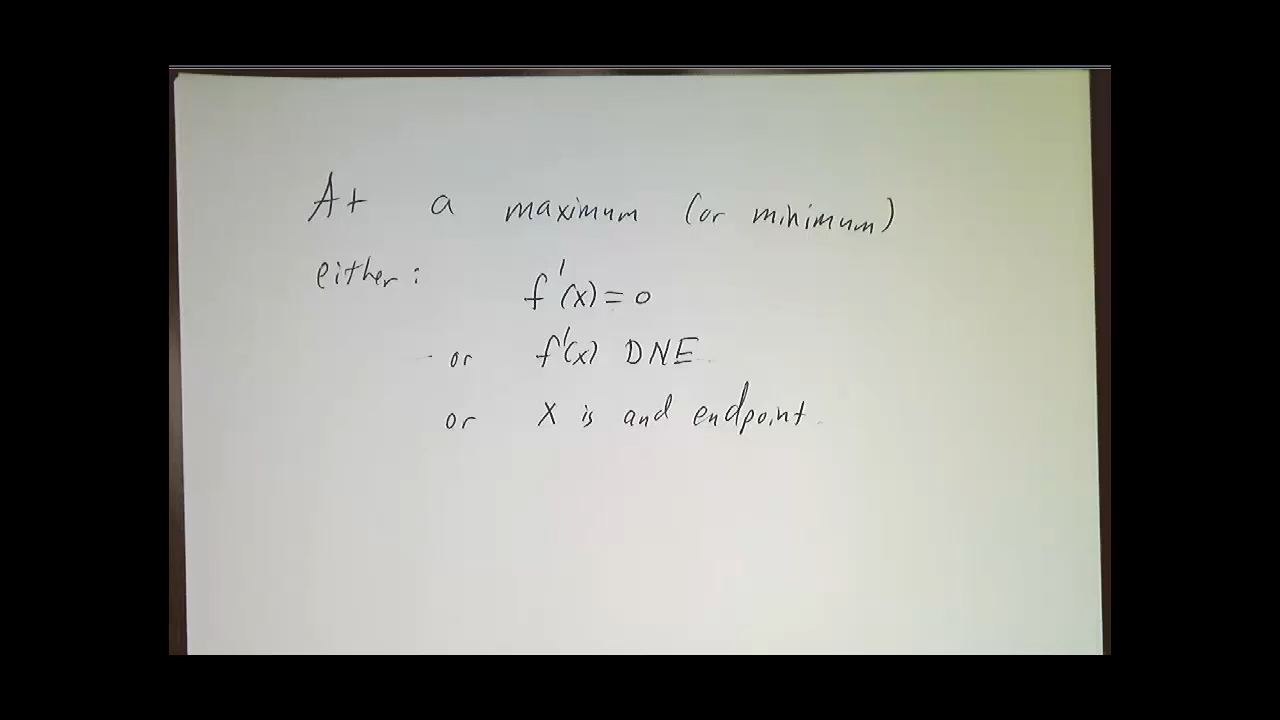 At a maximum (or minimum)
either: f'(x) = 0
or f'(x) DNE
or x is and endpoint.